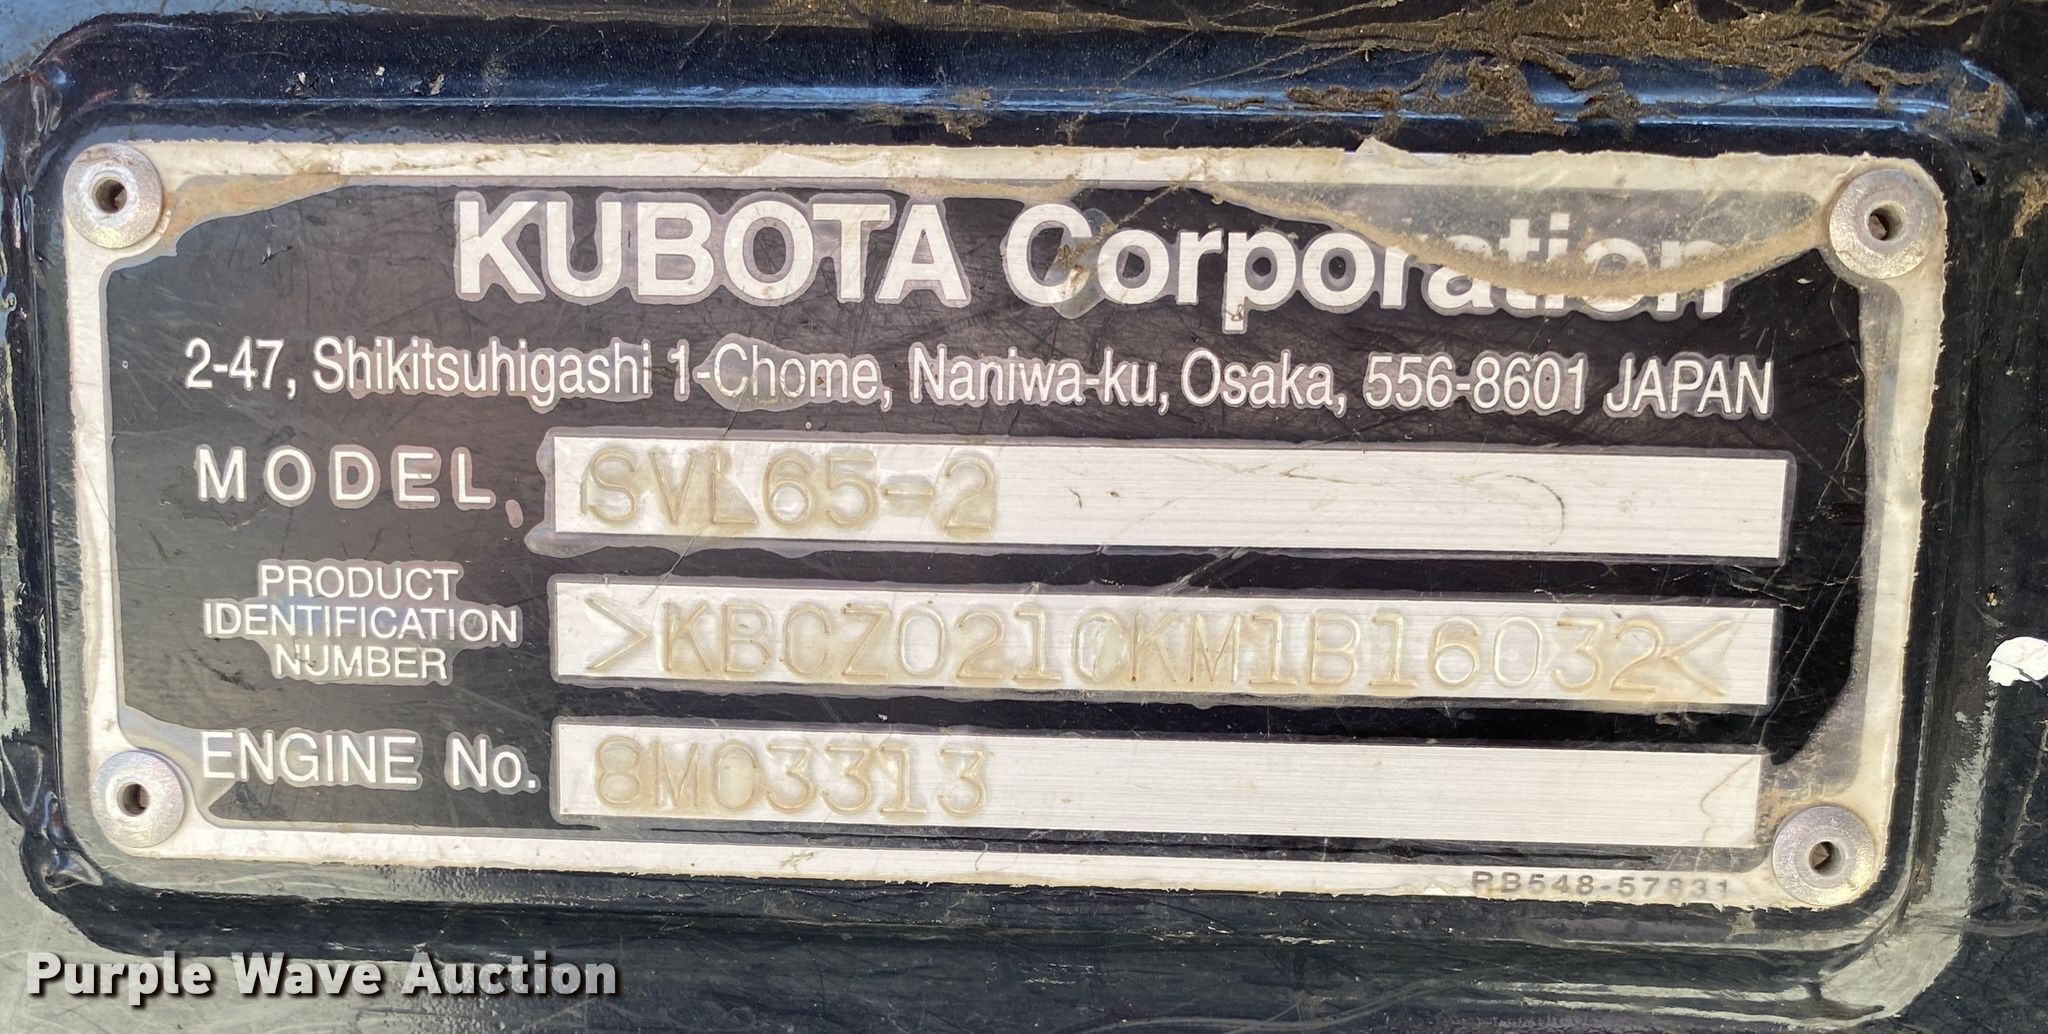 KUBOTA Corporation
2-47, Shikitsuhigashi 1-Chome, Naniwa-ku, Osaka, 556-8601 JAPAN
MODEL SVL65-2
PRODUCT
IDENTIFICATION
NUMBER
>KBCZ021CKM1B16032<
ENGINE No. 8MC3313
RB548-57831
Purple Wave Auction